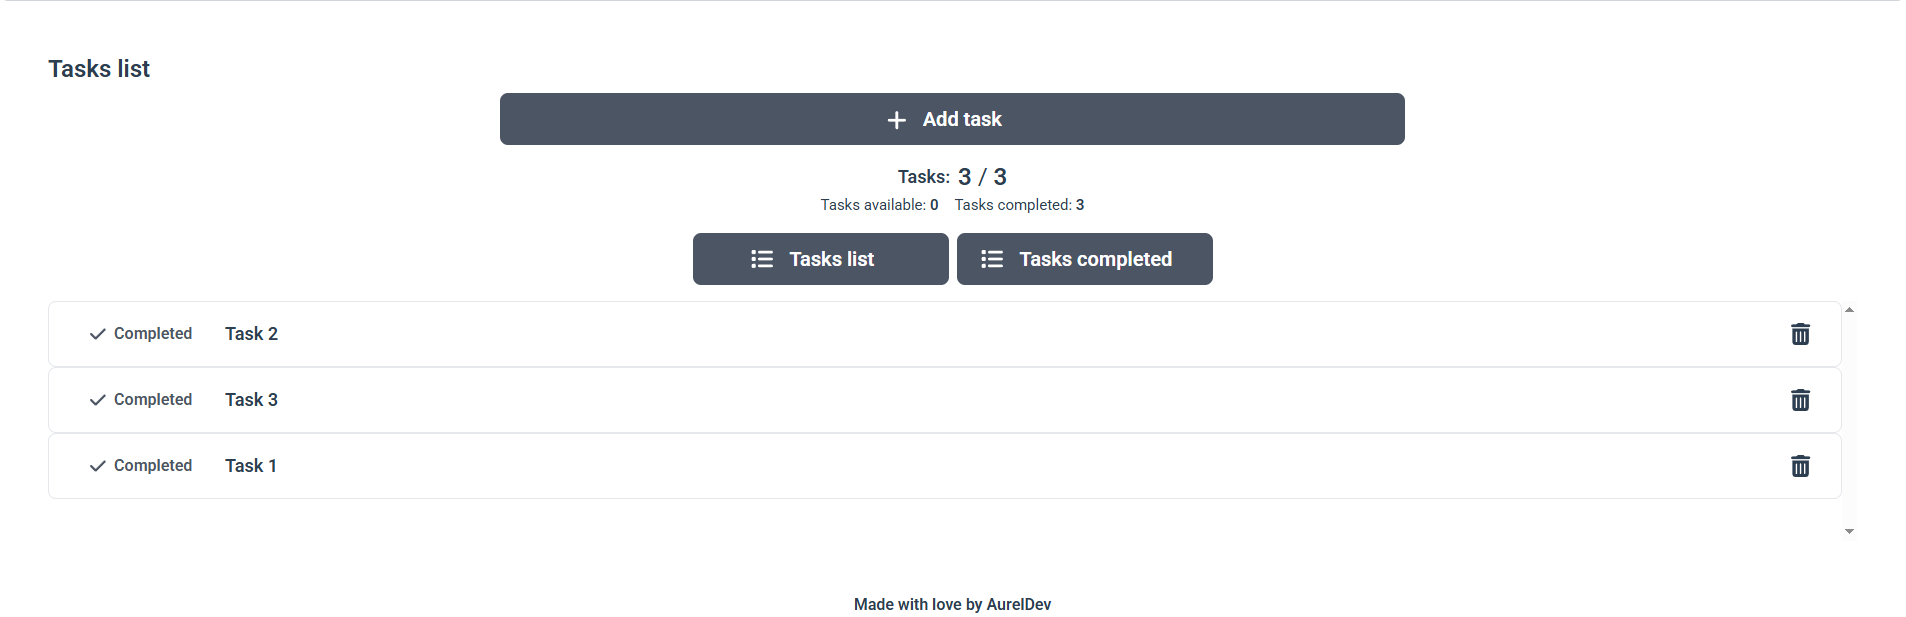 Tasks list
Add task
Tasks: 3 / 3
Tasks available: 0 Tasks completed: 3
Tasks list Tasks completed
Completed Task 2
Completed Task 3
Completed Task 1
Made with love by AurelDev